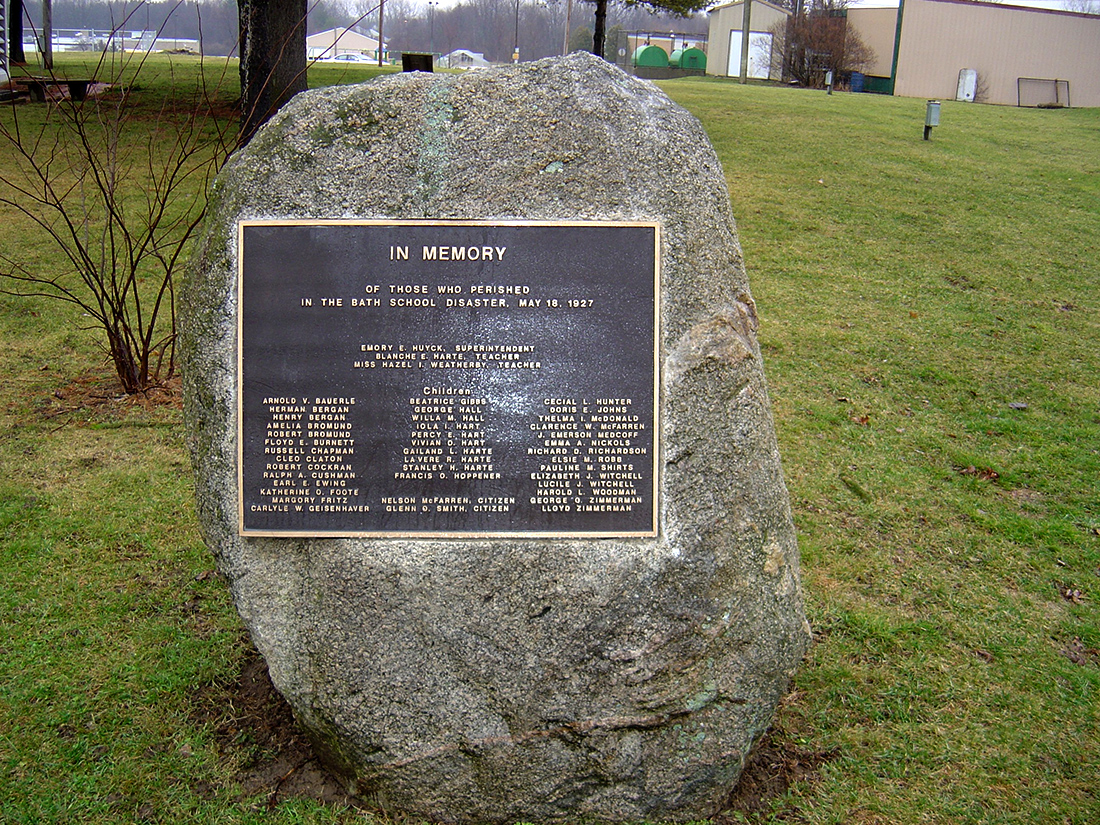 IN MEMORY
OF THOSE WHO PERISHED
IN THE BATH SCHOOL DISASTER, MAY 18, 1927
EMORY E. HUYCK, SUPERINTENDENT
BLANCHE E. HARTE, TEACHER
MISS HAZEL I. WEATHERBY, TEACHER
Children
ARNOLD V. BAUERLE
HERMAN BERGAN
HENRY BERGAN
AMELIA BROMUND
ROBERT BROMUND
FLOYD E. BURNETT
RUSSELL CHAPMAN
CLEO CLATON
ROBERT COCKRAN
RALPH A. CUSHMAN
EARL E. EWING
KATHERINE O. FOOTE
MARGORY FRITZ
CARLYLE W. GEISENHAVER
BEATRICE GIBBS
GEORGE HALL
WILLA M. HALL
IOLA I. HART
PERCY E. HART
VIVIAN O. HART
GAILAND L. HARTE
LAVERE R. HARTE
STANLEY H. HARTE
FRANCIS O. HOPPENER
NELSON McFARREN, CITIZEN
GLENN D. SMITH, CITIZEN
CECIAL L. HUNTER
DORIS E. JOHNS
THELMA I. McDONALD
CLARENCE W. McFARREN
J. EMERSON MEDCOFF
EMMA A. NICKOLS
RICHARD D. RICHARDSON
ELSIE M. ROBB
PAULINE M. SHIRTS
ELIZABETH J. WITCHELL
LUCILE J. WITCHELL
HAROLD L. WOODMAN
GEORGE O. ZIMMERMAN
LLOYD ZIMMERMAN